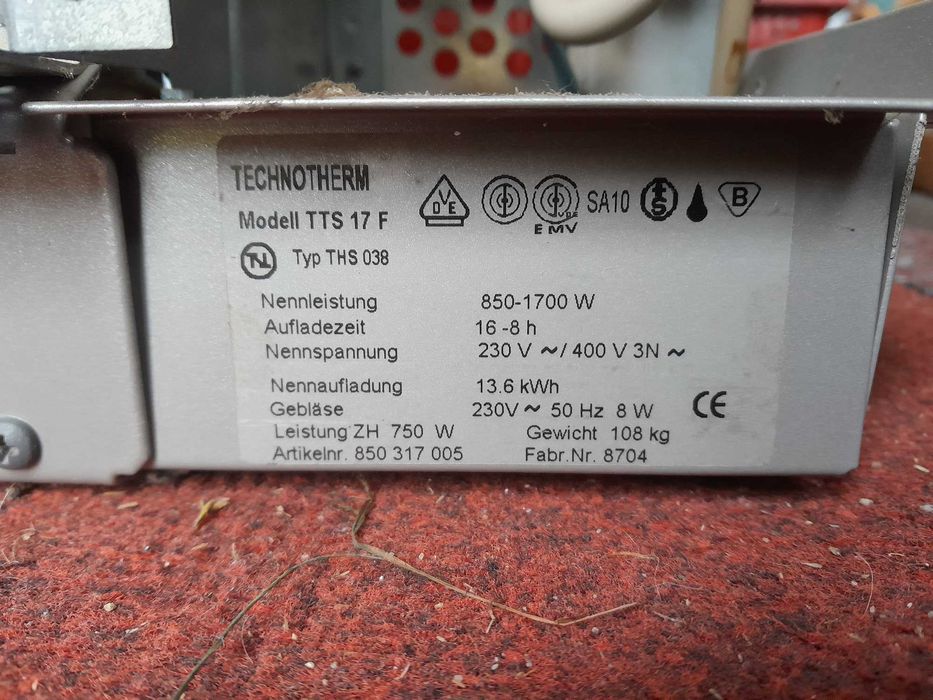 TECHNOTHERM
Modell TTS 17 F
VDE
VDE
EMV
SA10
S
B
Typ THS 038
Nennleistung 850-1700 W
Aufladezeit 16 -8 h
Nennspannung 230 V ~/ 400 V 3N ~
Nennaufladung 13.6 kWh
Gebläse 230V ~ 50 Hz 8 W CE
Leistung ZH 750 W Gewicht 108 kg
Artikelnr. 850 317 005 Fabr.Nr. 8704